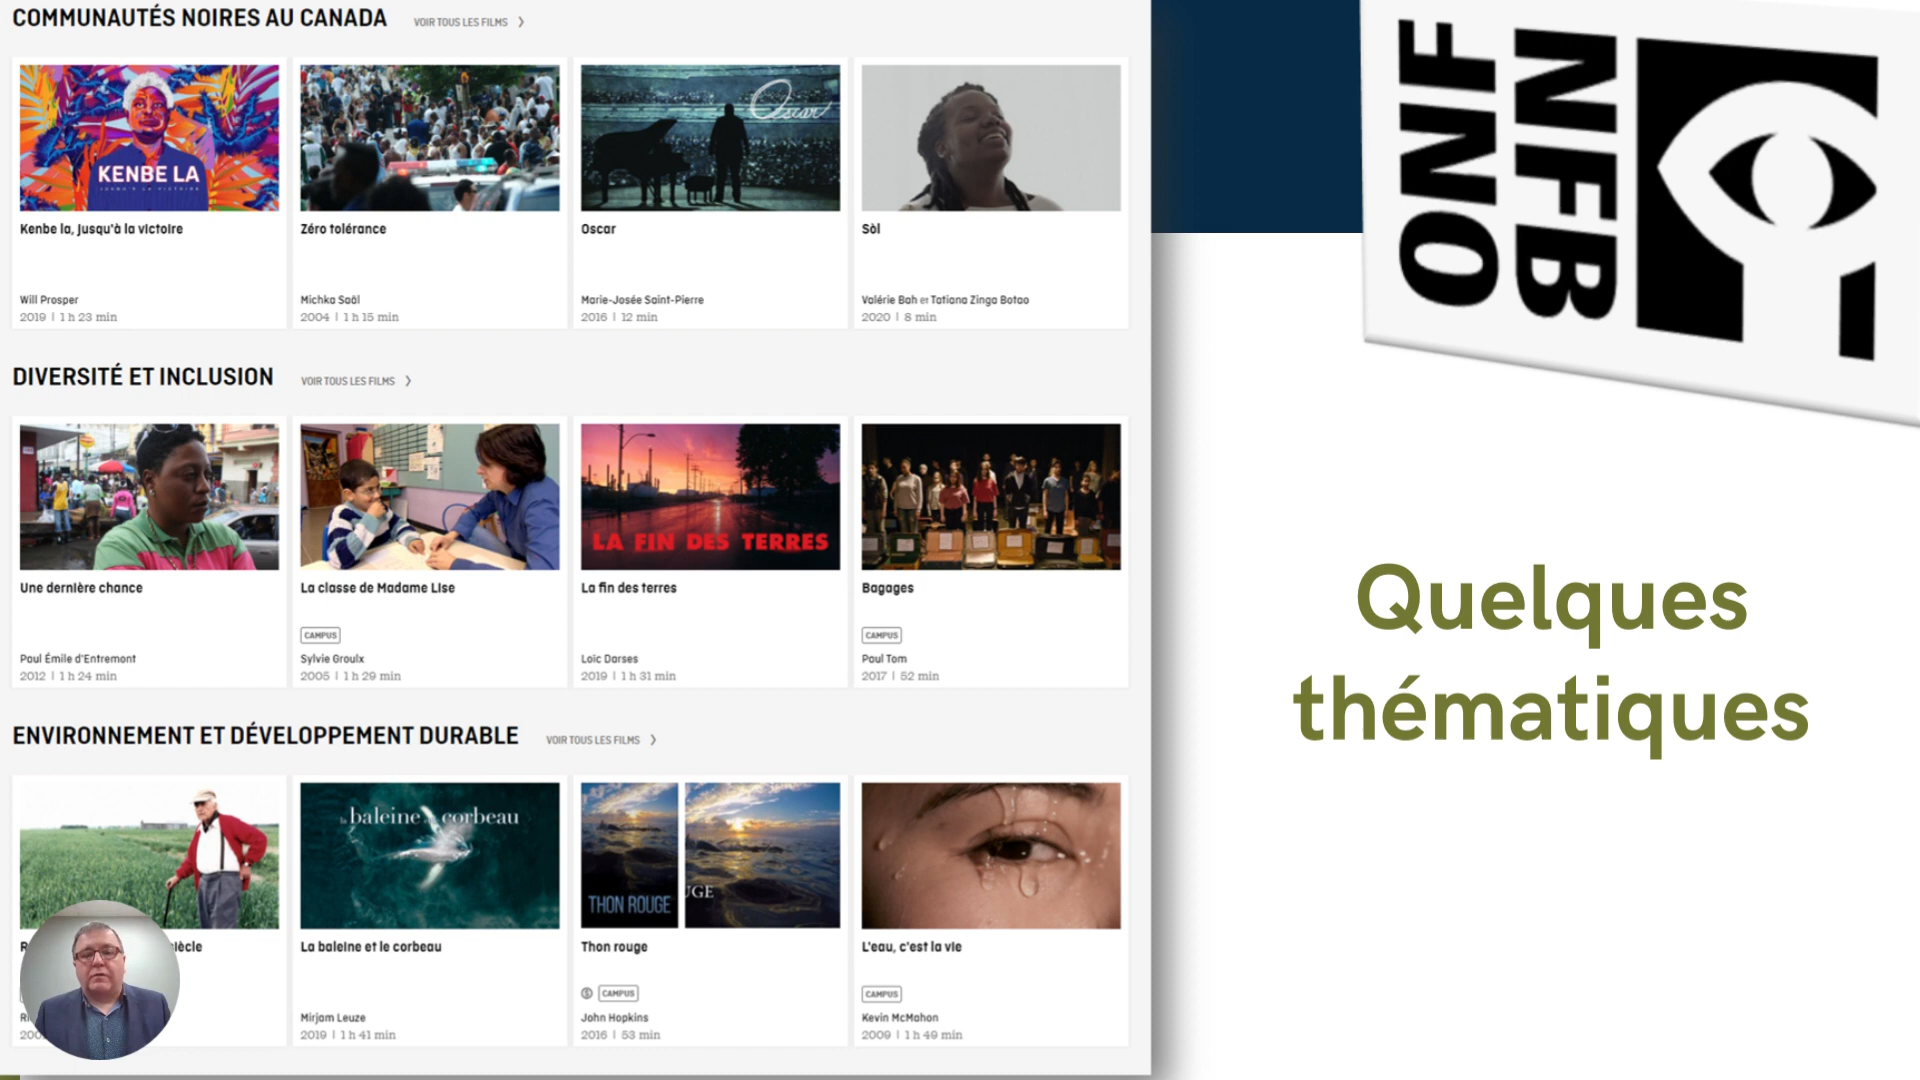 COMMUNAUTÉS NOIRES AU CANADA VOIR TOUS LES FILMS
KENBE LA
JUSQU'À LA VICTOIRE
Oscar
Kenbe la, jusqu'à la victoire
Zéro tolérance
Oscar
Sòl
Will Prosper
2019 | 1 h 23 min
Michka Saäl
2004 | 1 h 15 min
Marie-Josée Saint-Pierre
2016 | 12 min
Valérie Bah et Tatiana Zinga Botao
2020 | 8 min
DIVERSITÉ ET INCLUSION VOIR TOUS LES FILMS
LA FIN DES TERRES
Une dernière chance
La classe de Madame Lise
La fin des terres
Bagages
CAMPUS
CAMPUS
Paul Émile d'Entremont
2012 | 1 h 24 min
Sylvie Groulx
2005 | 1 h 29 min
Loïc Darses
2019 | 1 h 31 min
Paul Tom
2017 | 52 min
ENVIRONNEMENT ET DÉVELOPPEMENT DURABLE VOIR TOUS LES FILMS
la baleine corbeau
THON ROUGE
UGE
La baleine et le corbeau
Thon rouge
L'eau, c'est la vie
CAMPUS
CAMPUS
Mirjam Leuze
2019 | 1 h 41 min
John Hopkins
2016 | 53 min
Kevin McMahon
2009 | 1 h 49 min
ONF
NFB
Quelques
thématiques